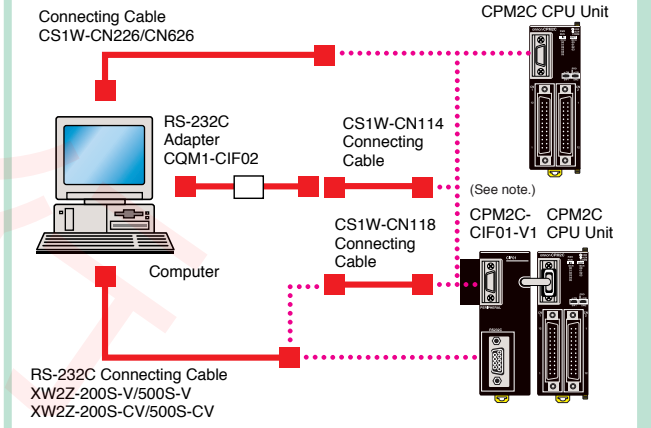 Connecting Cable
CS1W-CN226/CN626
CPM2C CPU Unit
RS-232C
Adapter
CQM1-CIF02
CS1W-CN114
Connecting
Cable
(See note.)
CPM2C-
CIF01-V1
CPM2C
CPU Unit
CS1W-CN118
Connecting
Cable
Computer
CIF01
PERIPHERAL
RS-232C Connecting Cable
XW2Z-200S-V/500S-V
XW2Z-200S-CV/500S-CV